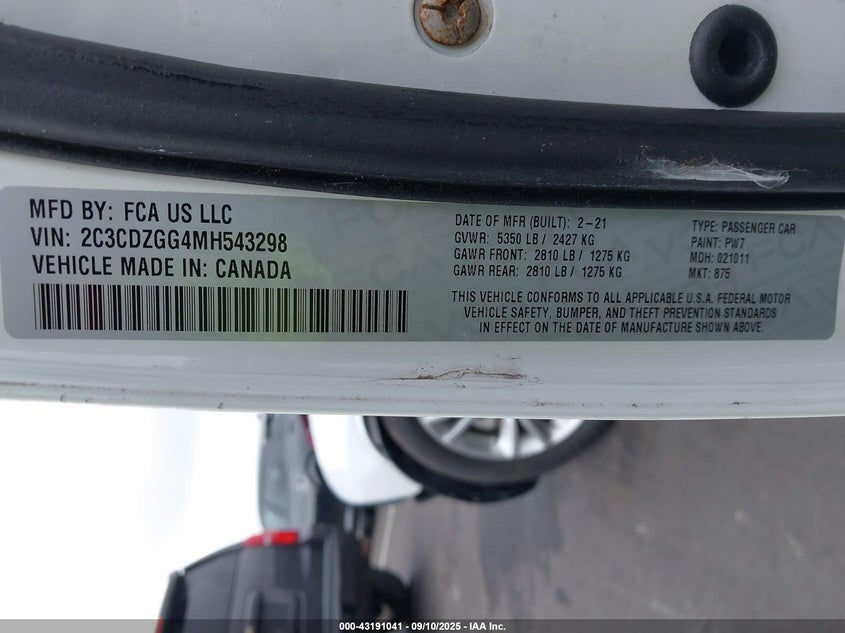 MFD BY: FCA US LLC
VIN: 2C3CDZGG4MH543298
VEHICLE MADE IN: CANADA
DATE OF MFR (BUILT): 2-21
GVWR: 5350 LB / 2427 KG
GAWR FRONT: 2810 LB / 1275 KG
GAWR REAR: 2810 LB / 1275 KG
TYPE: PASSENGER CAR
PAINT: PW7
MDH: 021011
MKT: 875
THIS VEHICLE CONFORMS TO ALL APPLICABLE U.S.A. FEDERAL MOTOR
VEHICLE SAFETY, BUMPER, AND THEFT PREVENTION STANDARDS
IN EFFECT ON THE DATE OF MANUFACTURE SHOWN ABOVE.
000-43191041 - 09/10/2025 - IAA Inc.